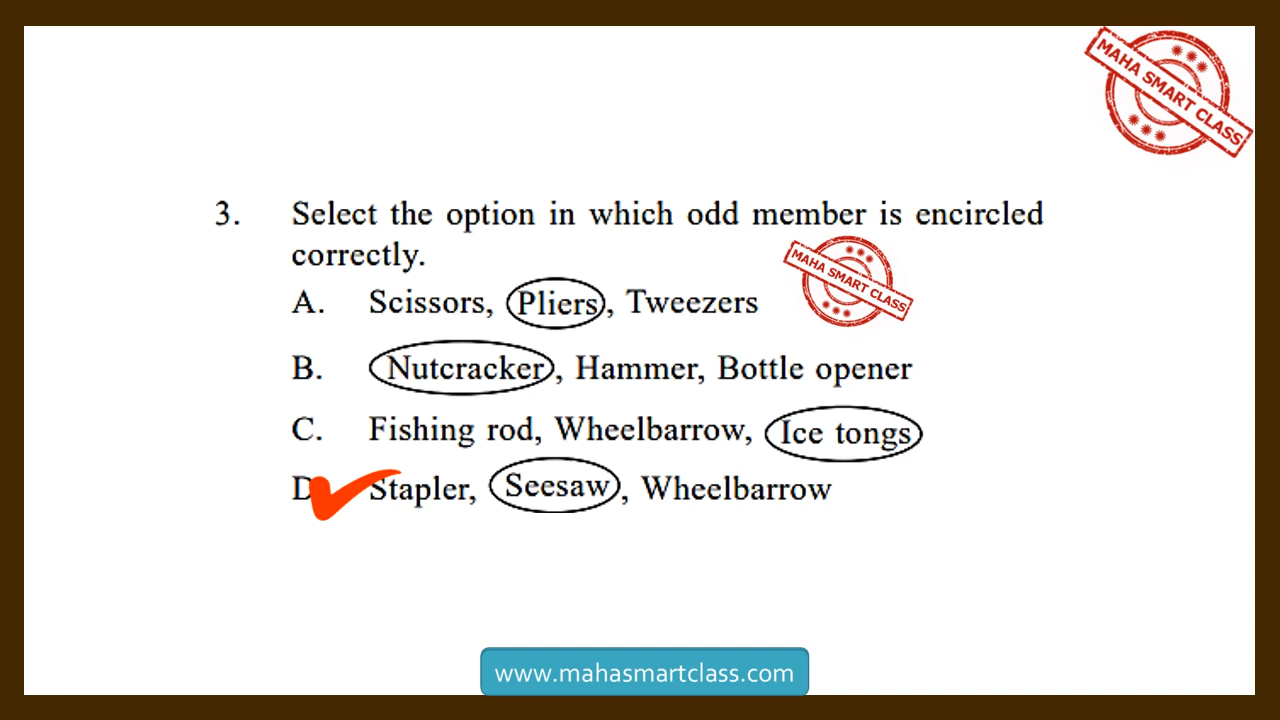 MAHA SMART CLASS
3. Select the option in which odd member is encircled
correctly.
MAHA SMART CLASS
A. Scissors, Pliers, Tweezers
B. Nutcracker, Hammer, Bottle opener
C. Fishing rod, Wheelbarrow, Ice tongs
D. Stapler, Seesaw, Wheelbarrow
www.mahasmartclass.com